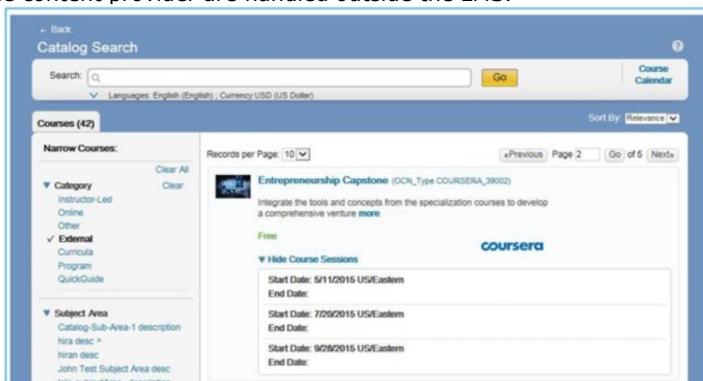 content provider are handled outside the LMS.
← Back
Catalog Search
Search:
Go
Course
Calendar
Languages: English (English) ; Currency:USD (US Dollar)
Courses (42)
Sort By: Relevance
Narrow Courses:
Records per Page: 10
«Previous Page 2 Go of 5 Next»
Clear All
Category Clear
Instructor-Led
Online
Other
✓ External
Curricula
Program
QuickGuide
Entrepreneurship Capstone (OCN_Type COURSERA_39002)
Integrate the tools and concepts from the specialization courses to develop
a comprehensive venture more
Free
coursera
Hide Course Sessions
Start Date: 5/11/2015 US/Eastern
End Date:
Start Date: 7/20/2015 US/Eastern
End Date:
Start Date: 9/28/2015 US/Eastern
End Date:
Subject Area
Catalog-Sub-Area-1 description
hira desc >
hiran desc
John Test Subject Area desc